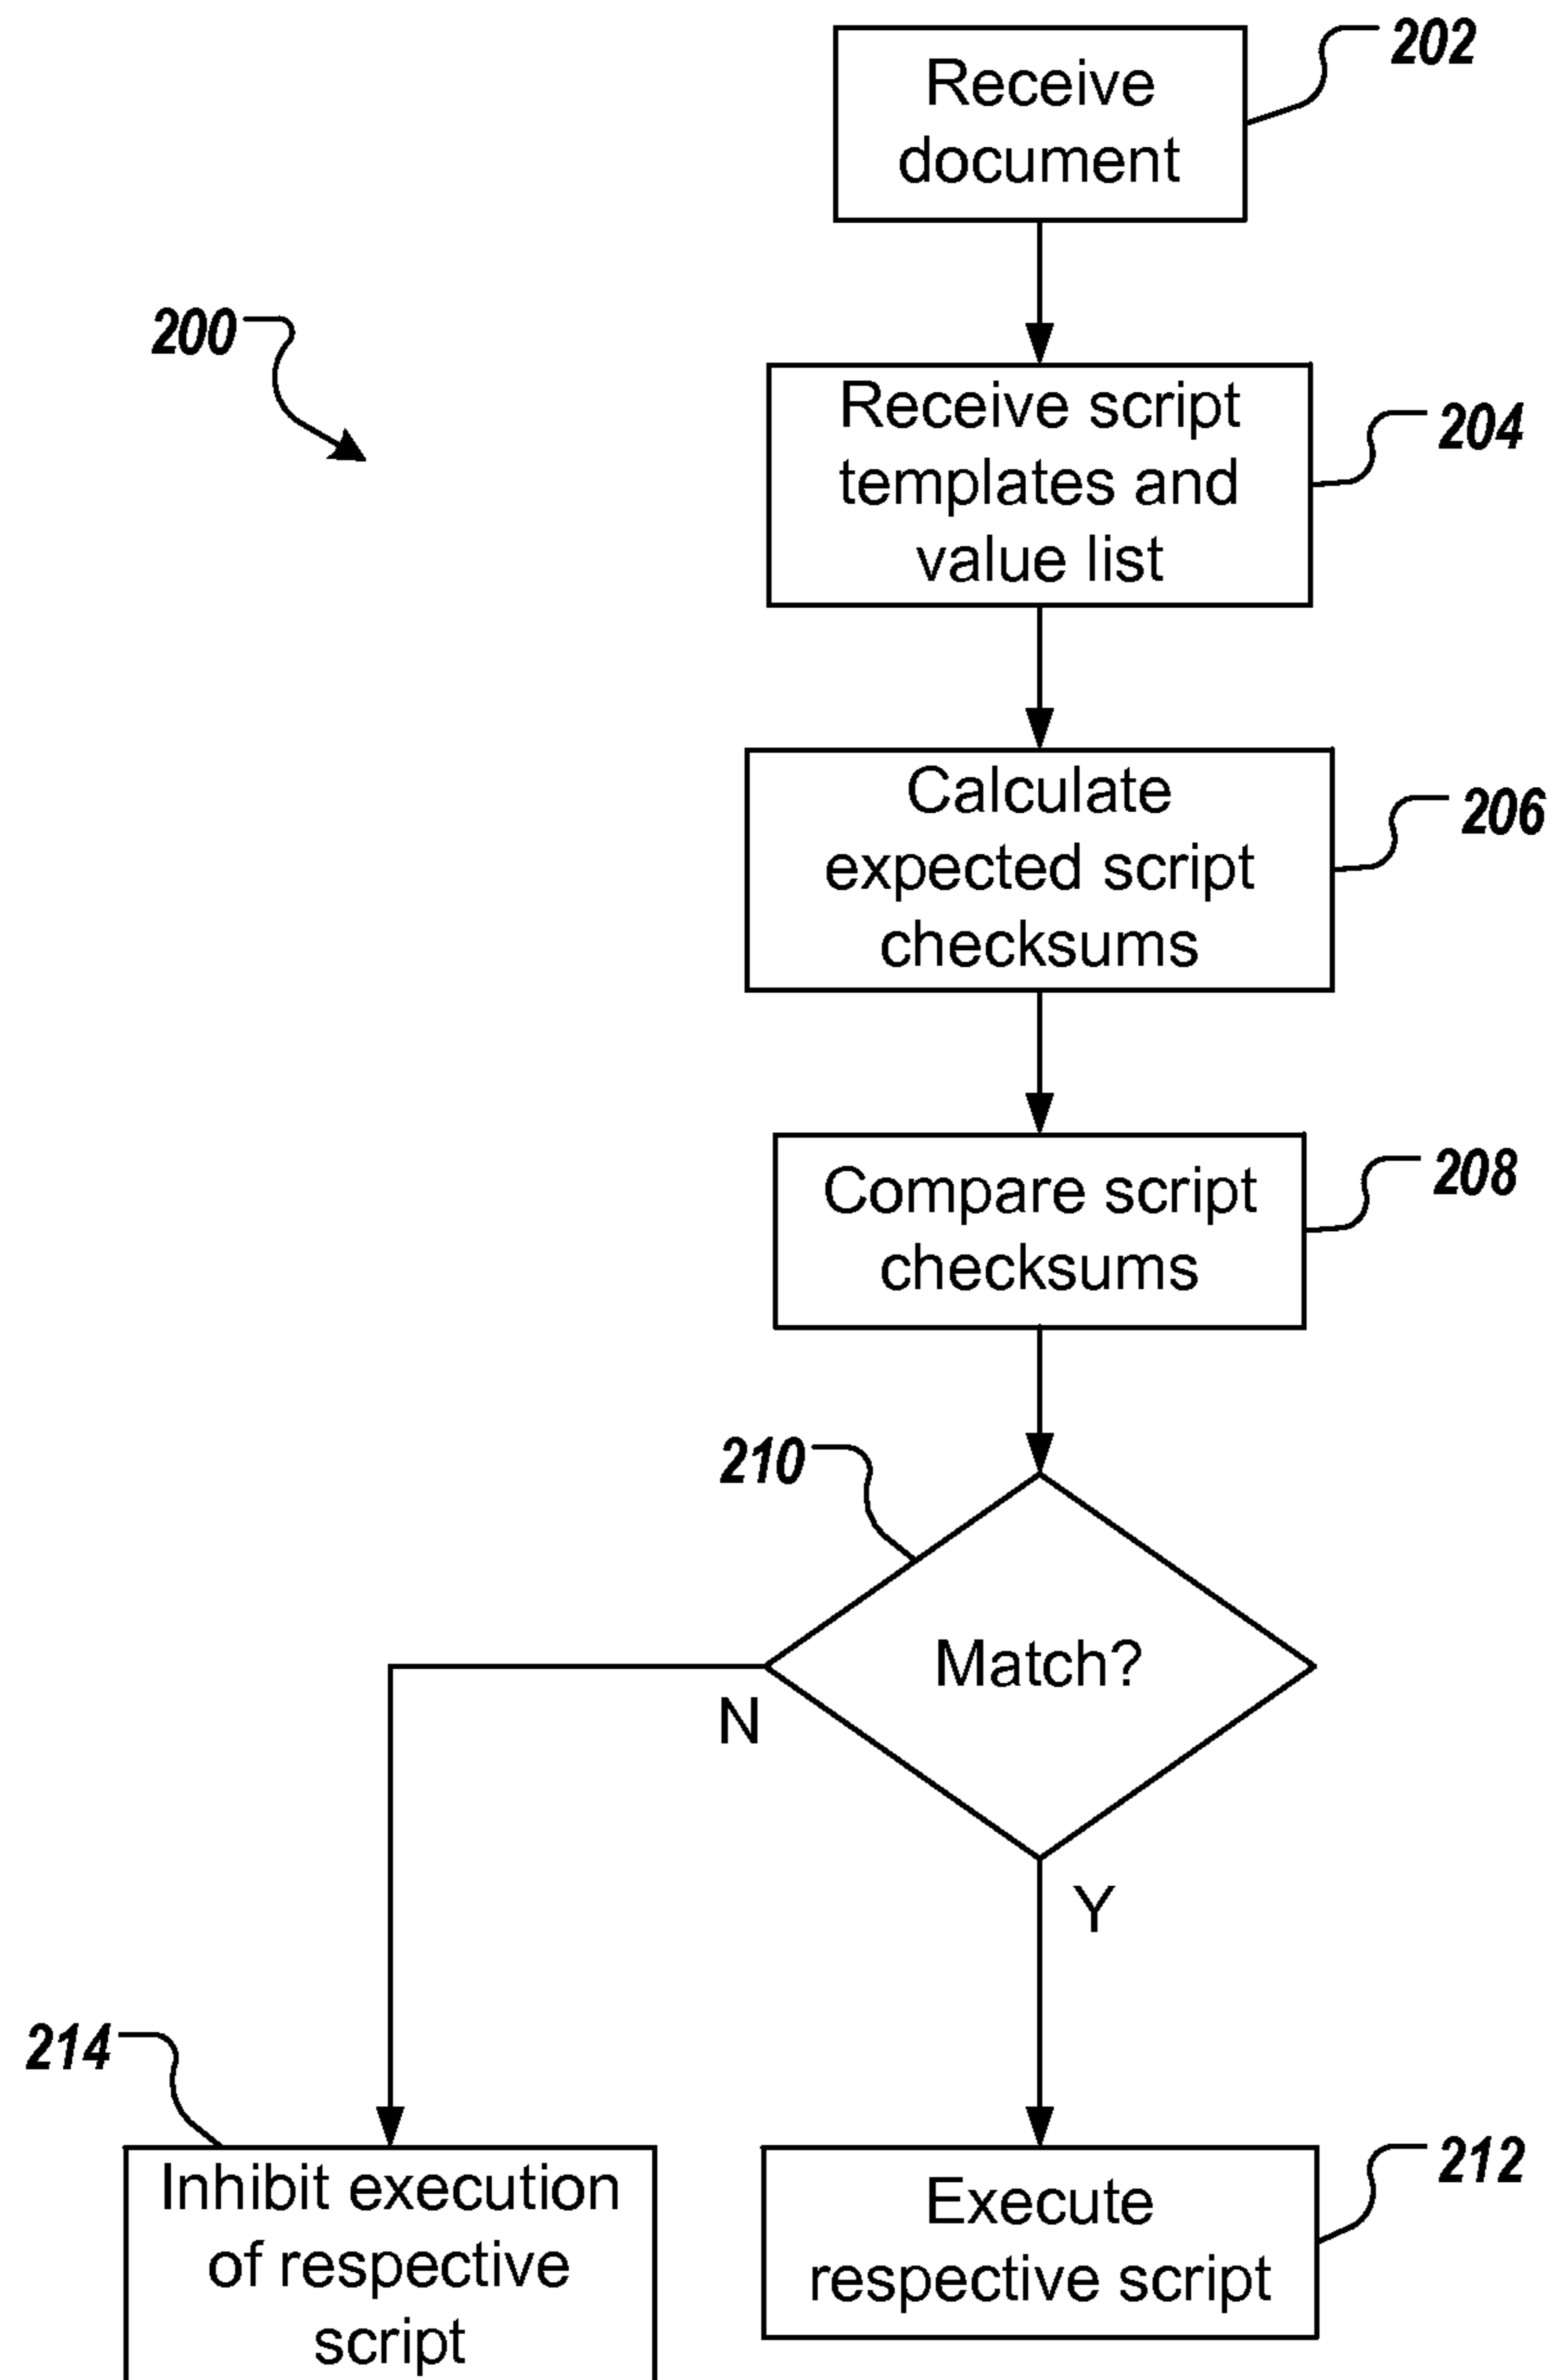 Receive
document
202
200
Receive script
templates and
value list
204
Calculate
expected script
checksums
206
Compare script
checksums
208
210
Match?
N
Y
214
Inhibit execution
of respective
script
Execute
respective script
212